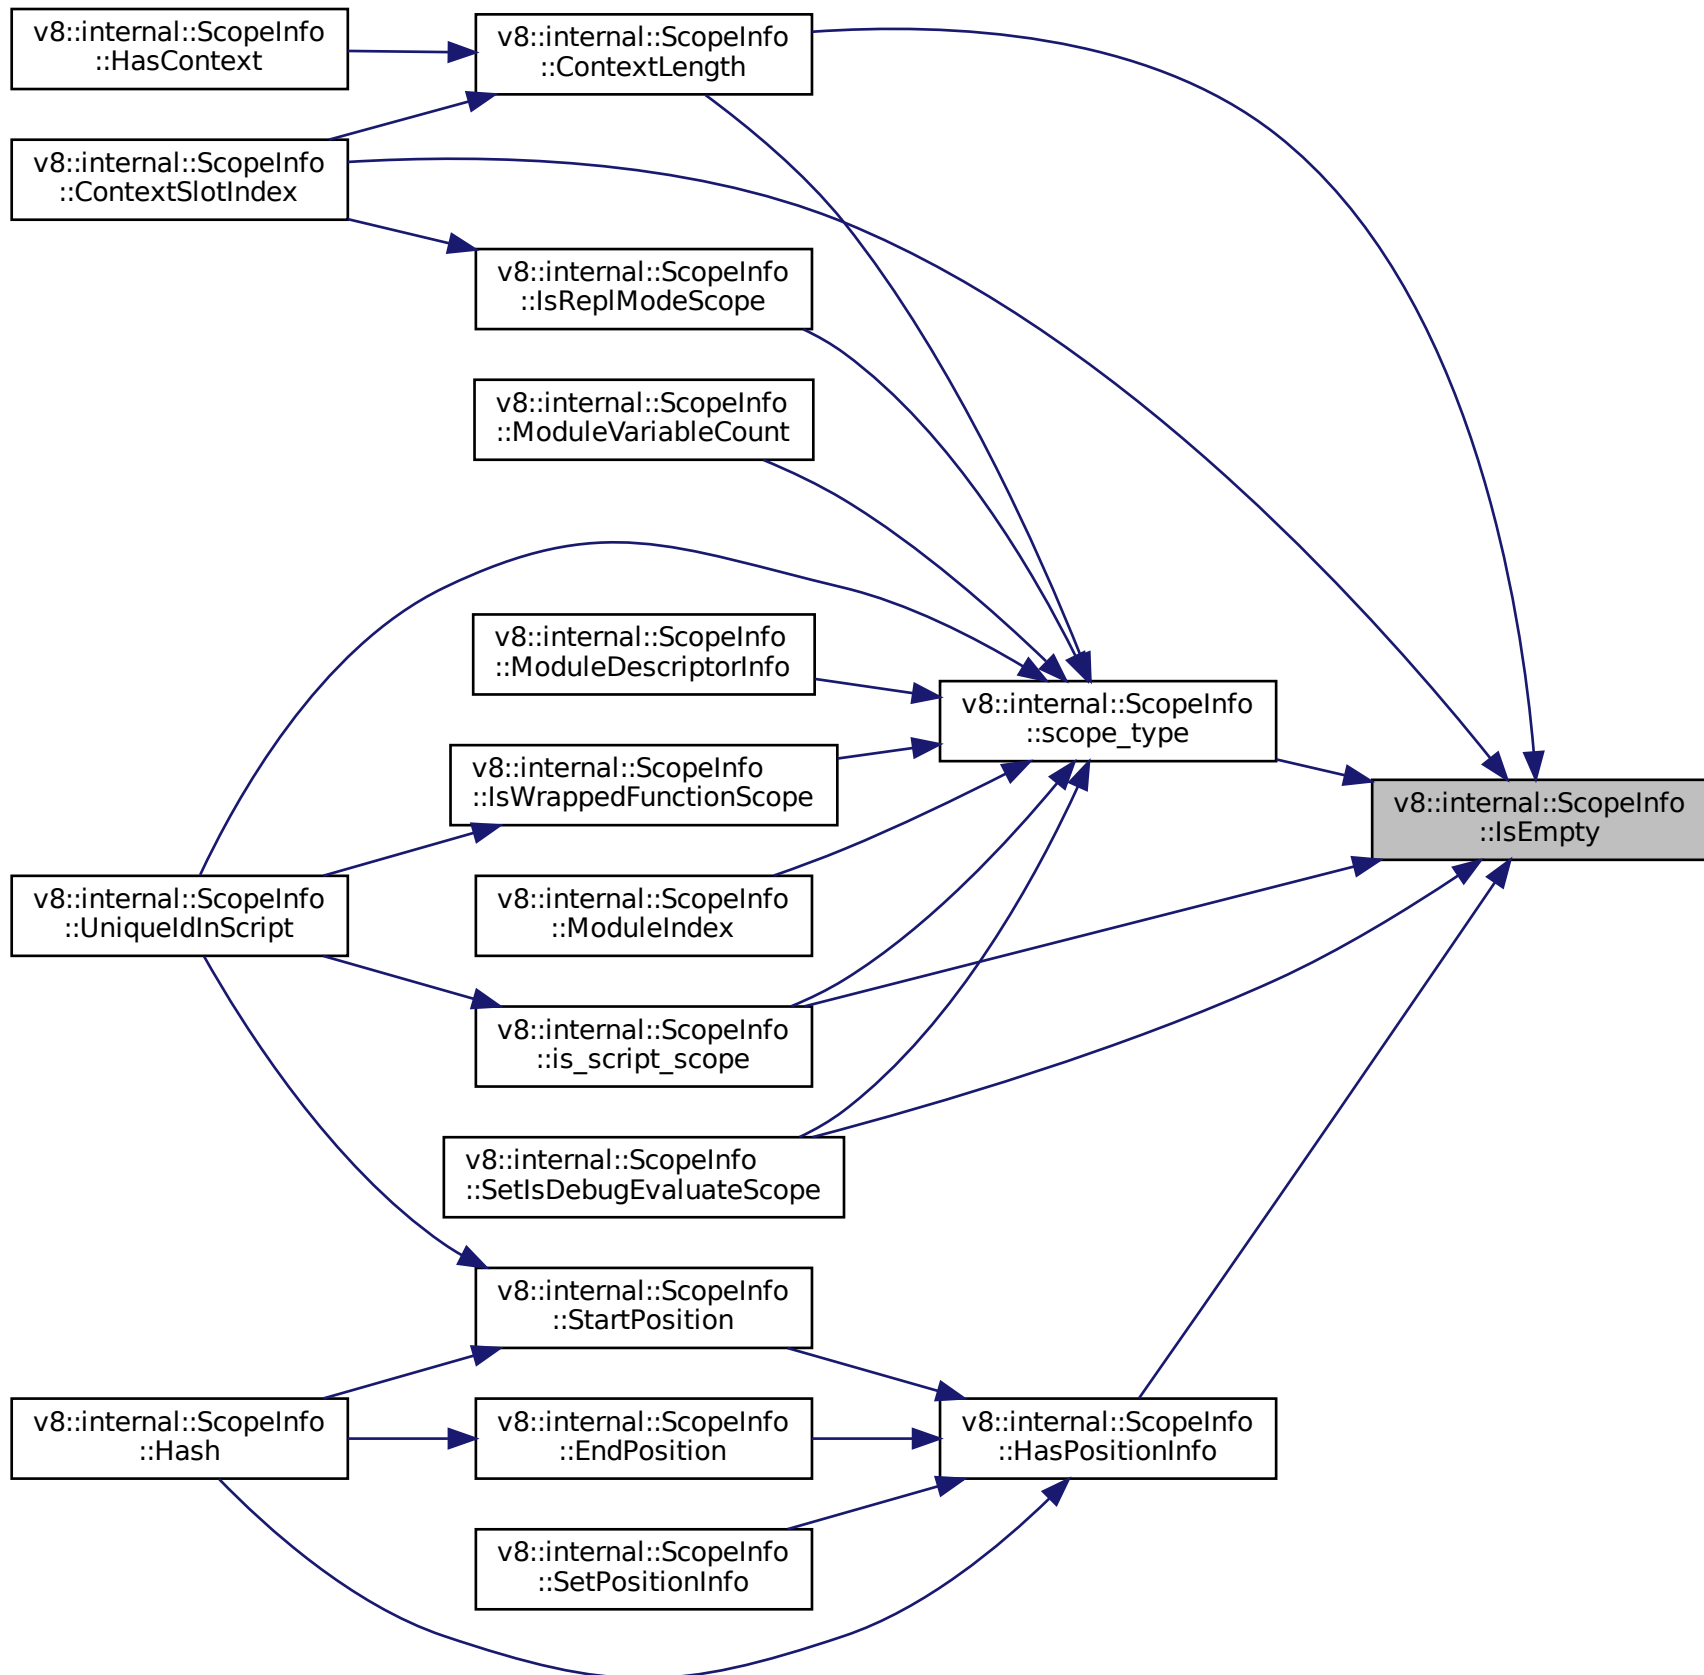 v8::internal::ScopeInfo
::HasContext
v8::internal::ScopeInfo
::ContextLength
v8::internal::ScopeInfo
::ContextSlotIndex
v8::internal::ScopeInfo
::IsReplModeScope
v8::internal::ScopeInfo
::ModuleVariableCount
v8::internal::ScopeInfo
::ModuleDescriptorInfo
v8::internal::ScopeInfo
::scope_type
v8::internal::ScopeInfo
::IsWrappedFunctionScope
v8::internal::ScopeInfo
::IsEmpty
v8::internal::ScopeInfo
::UniqueIdInScript
v8::internal::ScopeInfo
::ModuleIndex
v8::internal::ScopeInfo
::is_script_scope
v8::internal::ScopeInfo
::SetIsDebugEvaluateScope
v8::internal::ScopeInfo
::StartPosition
v8::internal::ScopeInfo
::Hash
v8::internal::ScopeInfo
::EndPosition
v8::internal::ScopeInfo
::HasPositionInfo
v8::internal::ScopeInfo
::SetPositionInfo